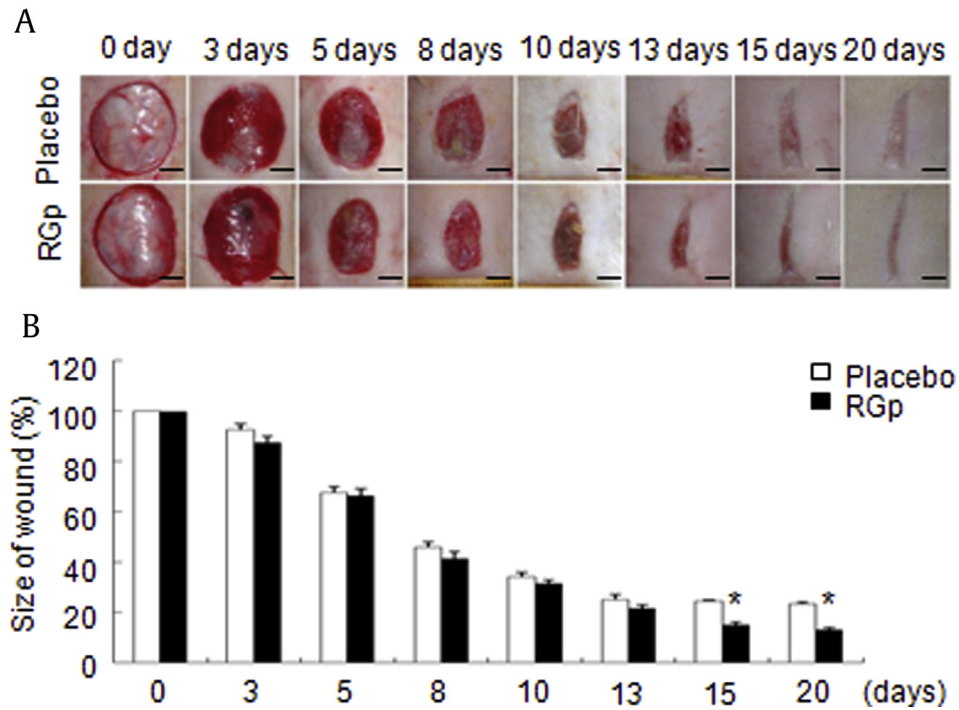 A
0 day 3 days 5 days 8 days 10 days 13 days 15 days 20 days
Placebo
RGp
B
Size of wound (%)
120
100
80
60
40
20
0
Placebo
RGp
* *
0 3 5 8 10 13 15 20 (days)